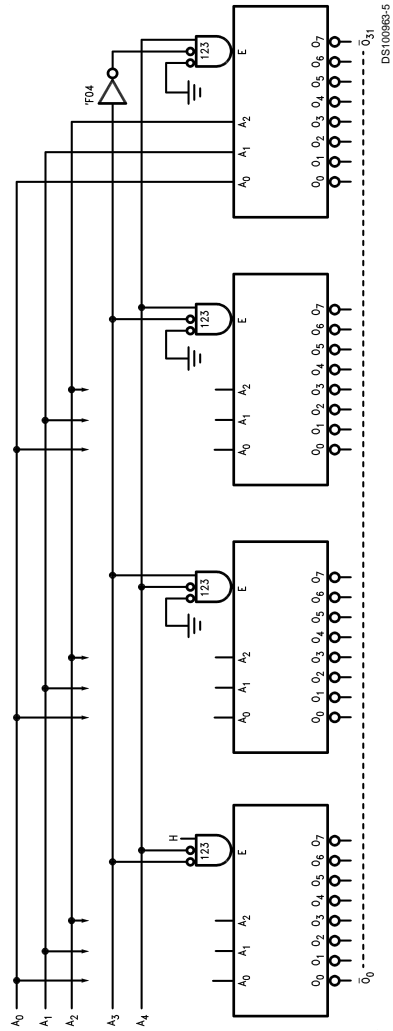 A0
A1
A2
A3
A4
'F04
H
123
123
123
123
A0 A1 A2 E
A0 A1 A2 E
A0 A1 A2 E
A0 A1 A2 E
O0 O1 O2 O3 O4 O5 O6 O7
O0 O1 O2 O3 O4 O5 O6 O7
O0 O1 O2 O3 O4 O5 O6 O7
O0 O1 O2 O3 O4 O5 O6 O7
Ō0 Ō31
DS100963-5